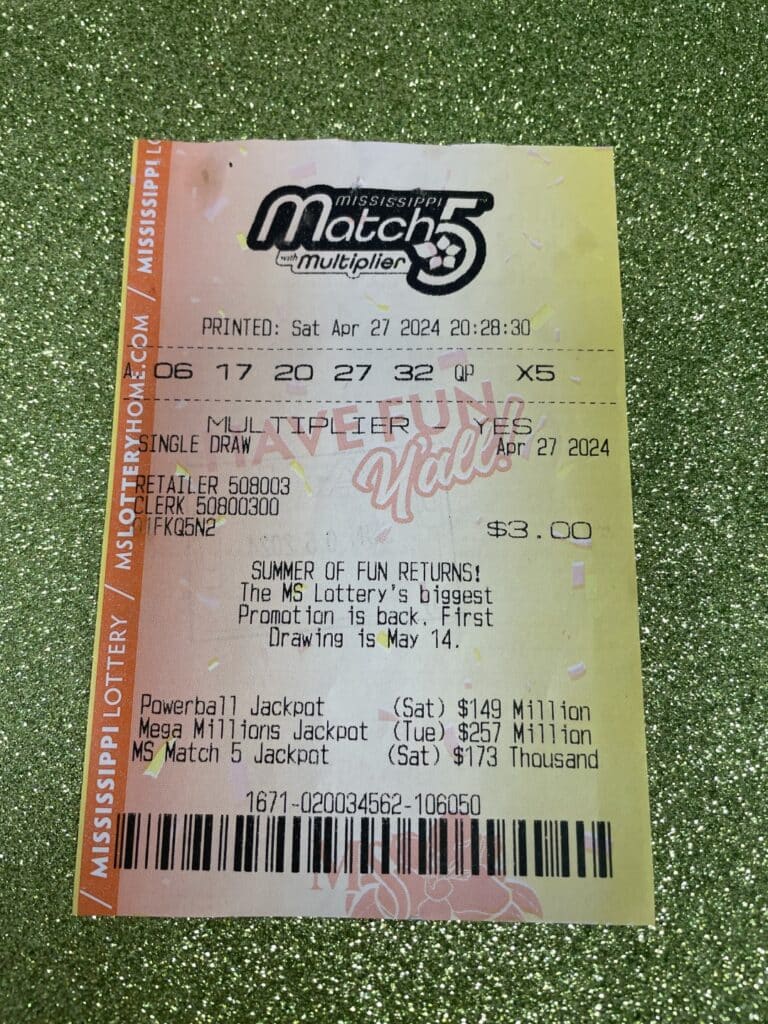 MISSISSIPPI
Match 5
with Multiplier
PRINTED: Sat Apr 27 2024 20:28:30
A. 06 17 20 27 32 QP X5
HAVE FUN
Y'all!
MULTIPLIER - YES
SINGLE DRAW Apr 27 2024
RETAILER 508003
CLERK 50800300
$3.00
SUMMER OF FUN RETURNS!
The MS Lottery's biggest
Promotion is back. First
Drawing is May 14.
Powerball Jackpot (Sat) $149 Million
Mega Millions Jackpot (Tue) $257 Million
MS Match 5 Jackpot (Sat) $173 Thousand
1671-020034562-106050
MS
/ MISSISSIPPI LOTTERY / MSLOTTERYHOME.COM / MISSISSIPPI